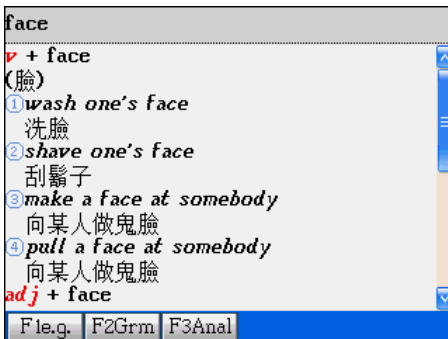 face
v + face
(臉)
①wash one's face
洗臉
②shave one's face
刮鬍子
③make a face at somebody
向某人做鬼臉
④pull a face at somebody
向某人做鬼臉
adj + face
F1e.g. F2Grm F3Anal